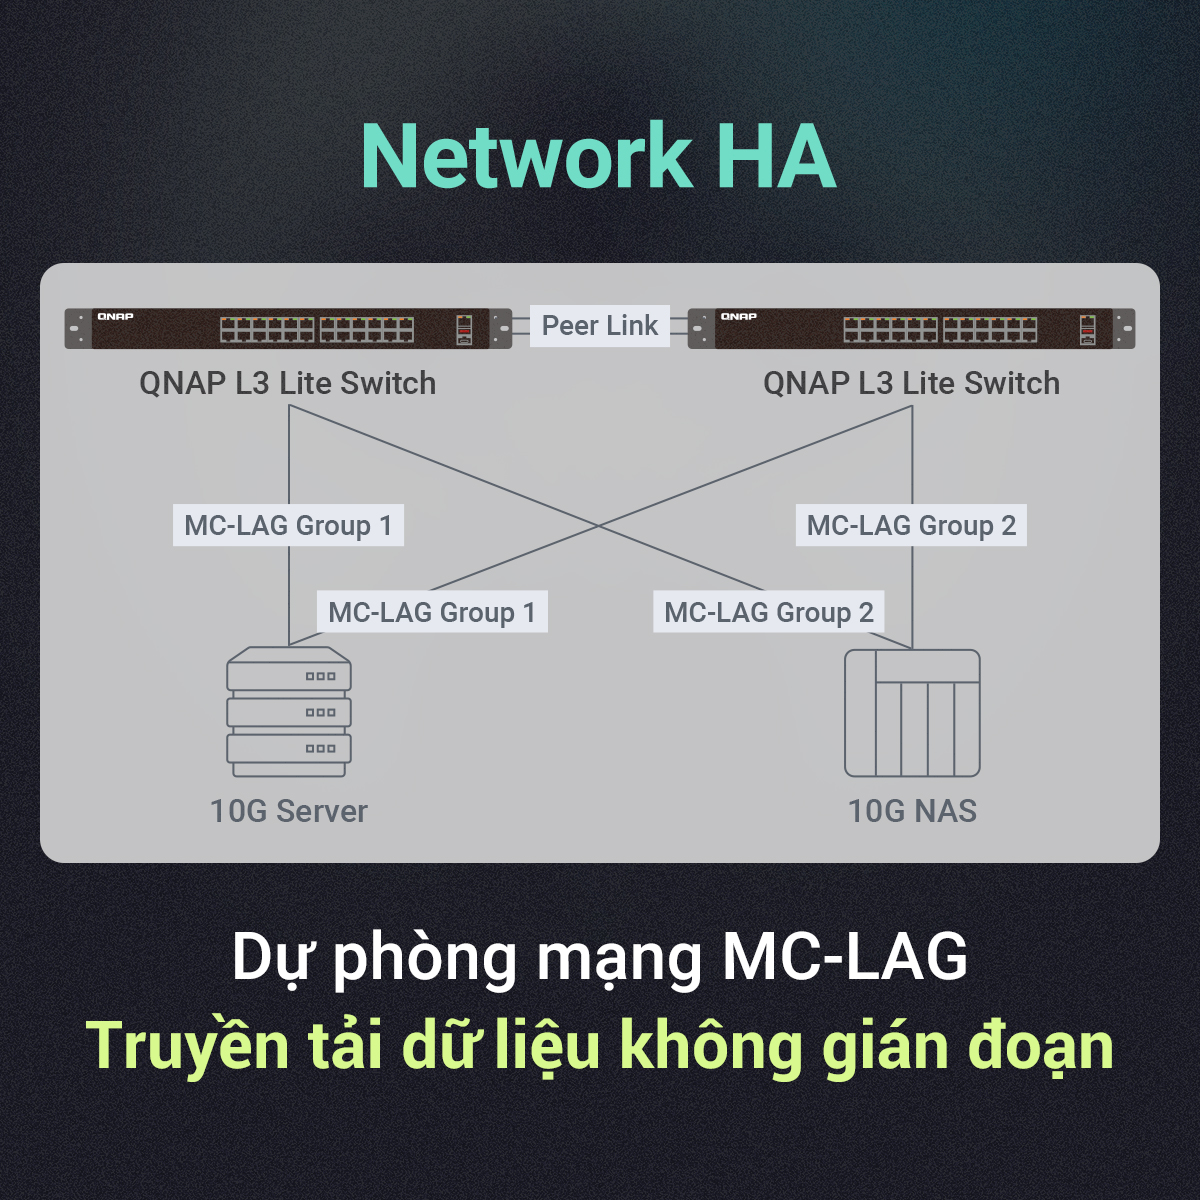 Network HA
QNAP
Peer Link
QNAP
QNAP L3 Lite Switch
QNAP L3 Lite Switch
MC-LAG Group 1
MC-LAG Group 2
MC-LAG Group 1
MC-LAG Group 2
10G Server
10G NAS
Dự phòng mạng MC-LAG
Truyền tải dữ liệu không gián đoạn